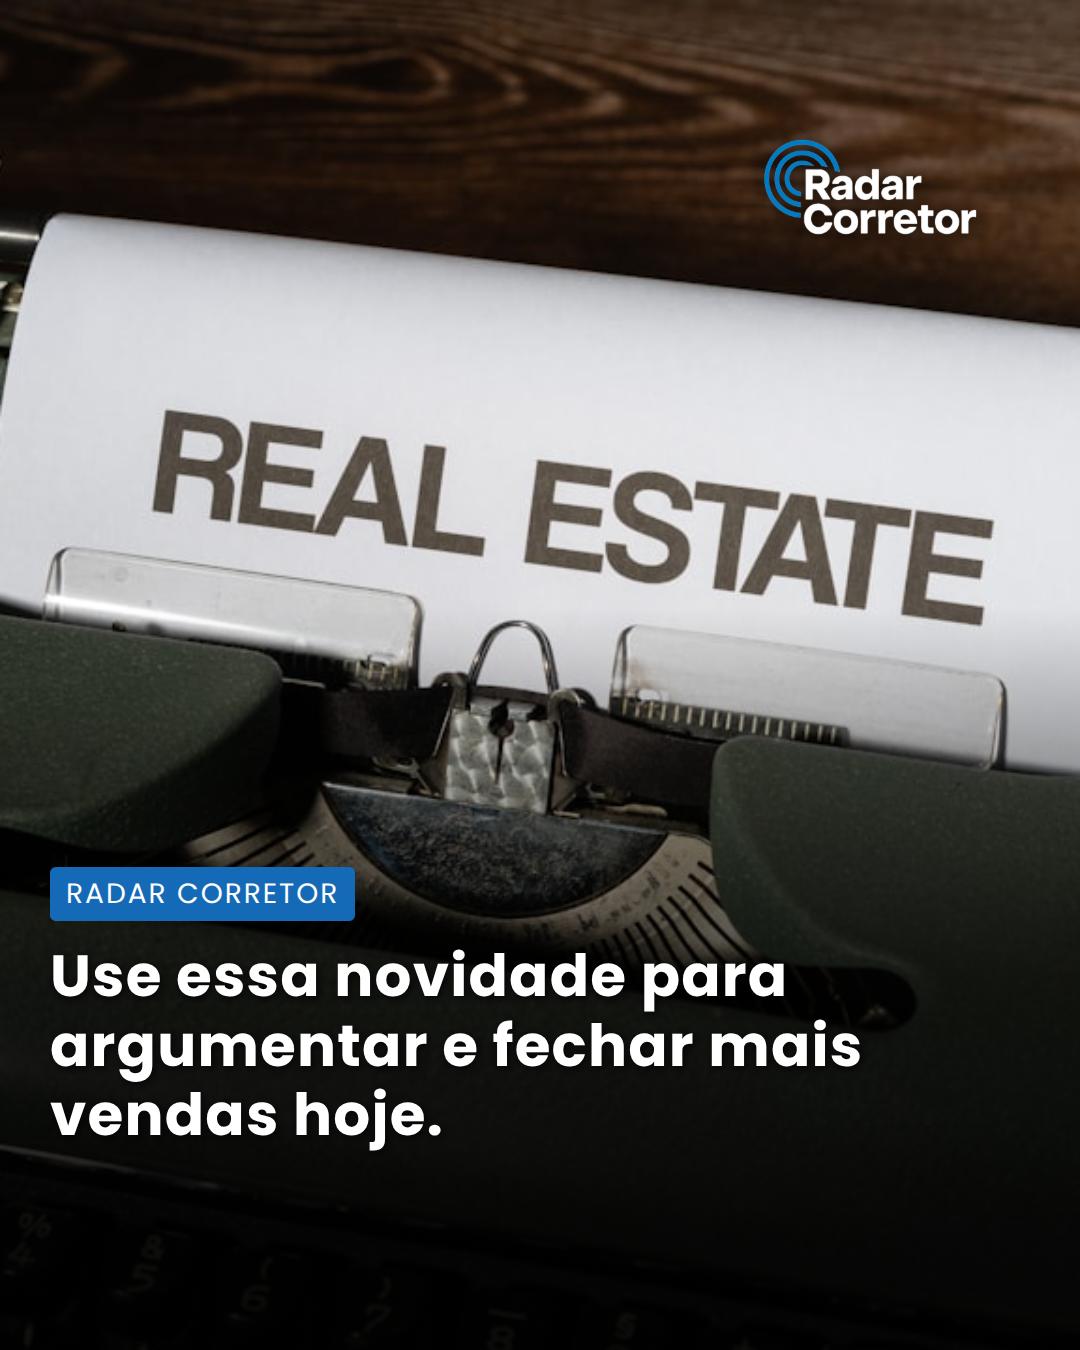 Radar
Corretor
REAL ESTATE
RADAR CORRETOR
Use essa novidade para
argumentar e fechar mais
vendas hoje.